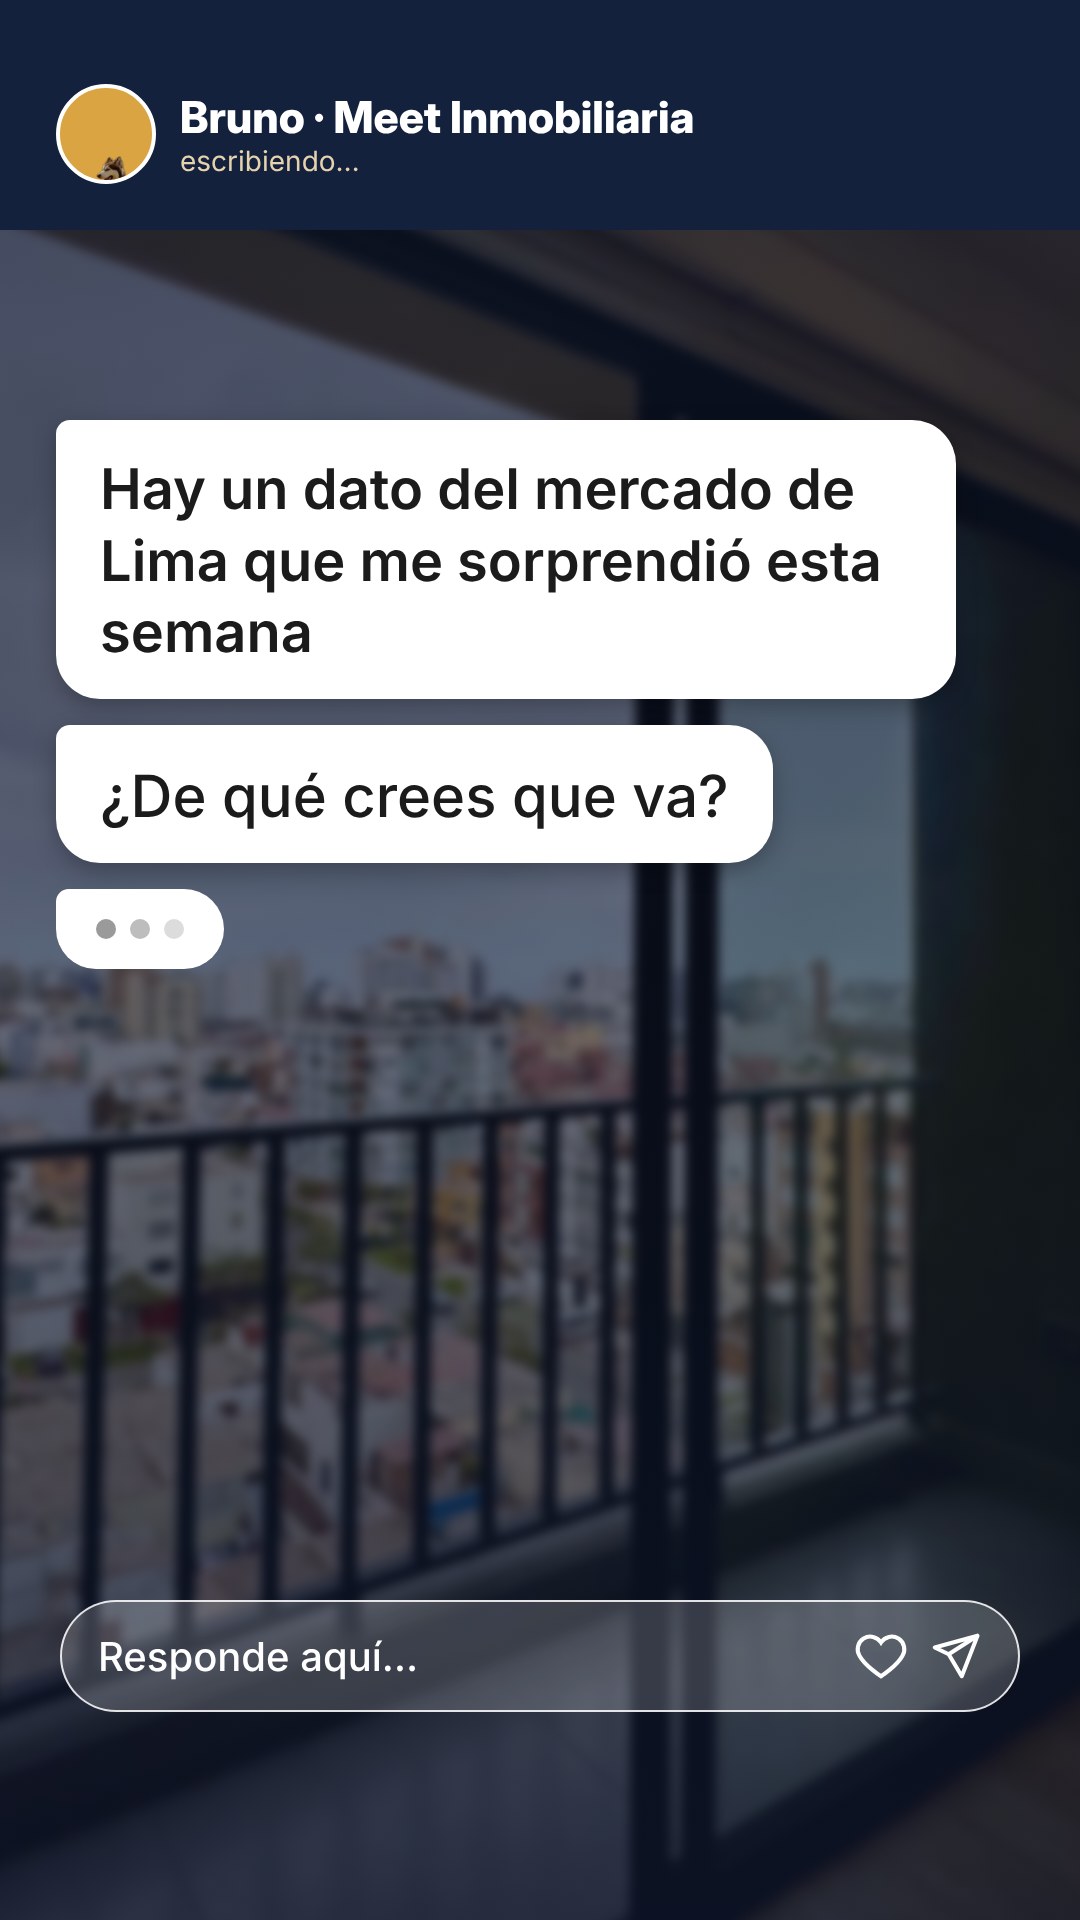 Bruno · Meet Inmobiliaria
escribiendo...
Hay un dato del mercado de
Lima que me sorprendió esta
semana
¿De qué crees que va?
Responde aquí...